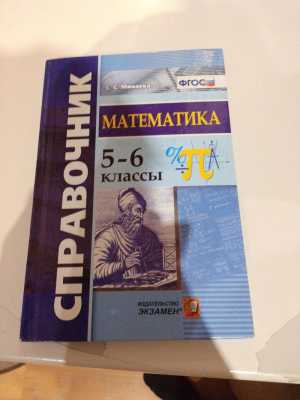 СПРАВОЧНИК
ФГОС
МАТЕМАТИКА
5-6
КЛАССЫ
%
π
ИЗДАТЕЛЬСТВО
ЭКЗАМЕН®